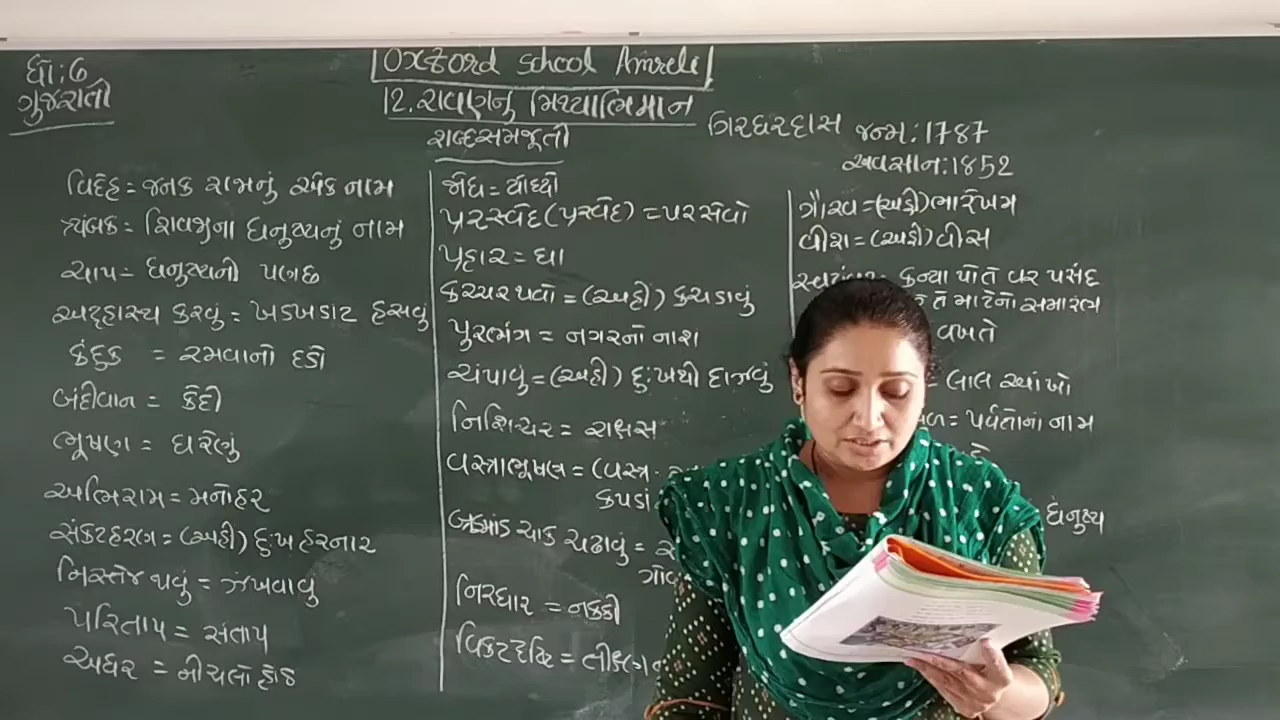 ધો:6
ગુજરાતી
Oxford School Amreli
12. રાવણનું મિથ્યાભિમાન
શબ્દસમજૂતી
ગિરધરદાસ જન્મ:1787
અવસાન:1852
વિદેહ = જનક રાજાનું એક નામ
ત્ર્યંબક = શિવજીના ધનુષ્યનું નામ
ચાપ = ધનુષ્યની પણછ
અટ્હાસ્ય કરવું = ખડખડાટ હસવું
કંદુક = રમવાનો દડો
બંદીવાન = કેદી
ભૂષણ = ઘરેણું
અભિરામ = મનોહર
સંકટહરણ = (અહીં) દુ:ખ હરનાર
નિસ્તેજ થવું = ઝંખવાવું
પરિતાપ = સંતાપ
અધર = નીચલો હોઠ
જોધ = યોધ્ધો
પ્રસ્વેદ (પ્રસ્વેદ) = પરસેવો
પ્રહાર = ઘા
કચ્ચર થવો = (અહીં) કચડાવું
પુરભંગ = નગરનો નાશ
ચંપાવું = (અહીં) દુ:ખથી દાઝવું
નિશિચર = રાક્ષસ
વસ્ત્રાભૂષણ = (વસ્ત્ર.
કપડાં
બ્રહ્માંડ ચાક ચઢાવું =
નિરધાર = નક્કી
ગૌરવ = (અહીં) ભારેખમ
વીશ = (અહીં) વીસ
સ્વયંવર કન્યા પોતે વર પસંદ
તે માટેનો સમારંભ
વખતે
= લાલ આંખો
= પર્વતોના નામ
ધનુષ્ય